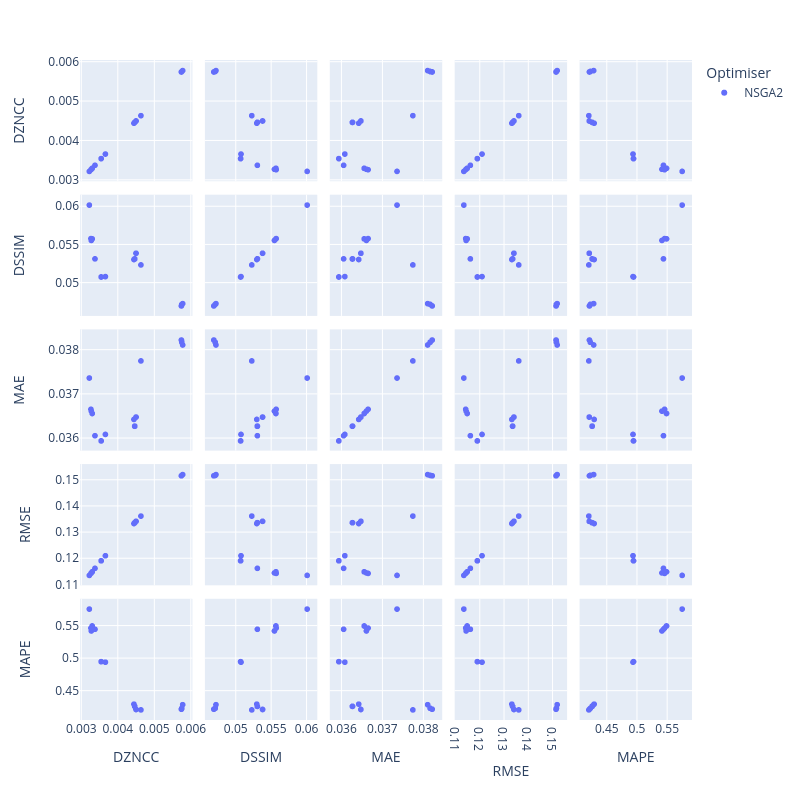 Optimiser
NSGA2
DZNCC
0.006
0.005
0.004
0.003
DSSIM
0.06
0.055
0.05
MAE
0.038
0.037
0.036
RMSE
0.15
0.14
0.13
0.12
0.11
MAPE
0.55
0.5
0.45
0.003 0.004 0.005 0.006 0.05 0.055 0.06 0.036 0.037 0.038 0.11 0.12 0.13 0.14 0.15 0.45 0.5 0.55
DZNCC DSSIM MAE RMSE MAPE